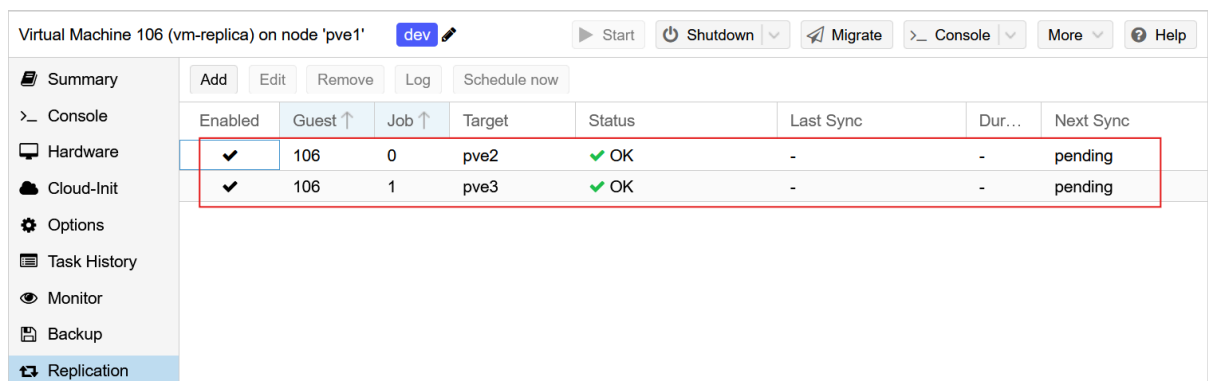 Virtual Machine 106 (vm-replica) on node 'pve1' dev Start Shutdown Migrate >_ Console More Help
Summary
>_ Console
Hardware
Cloud-Init
Options
Task History
Monitor
Backup
Replication
Add Edit Remove Log Schedule now
Enabled Guest ↑ Job ↑ Target Status Last Sync Dur... Next Sync
106 0 pve2 OK - - pending
106 1 pve3 OK - - pending